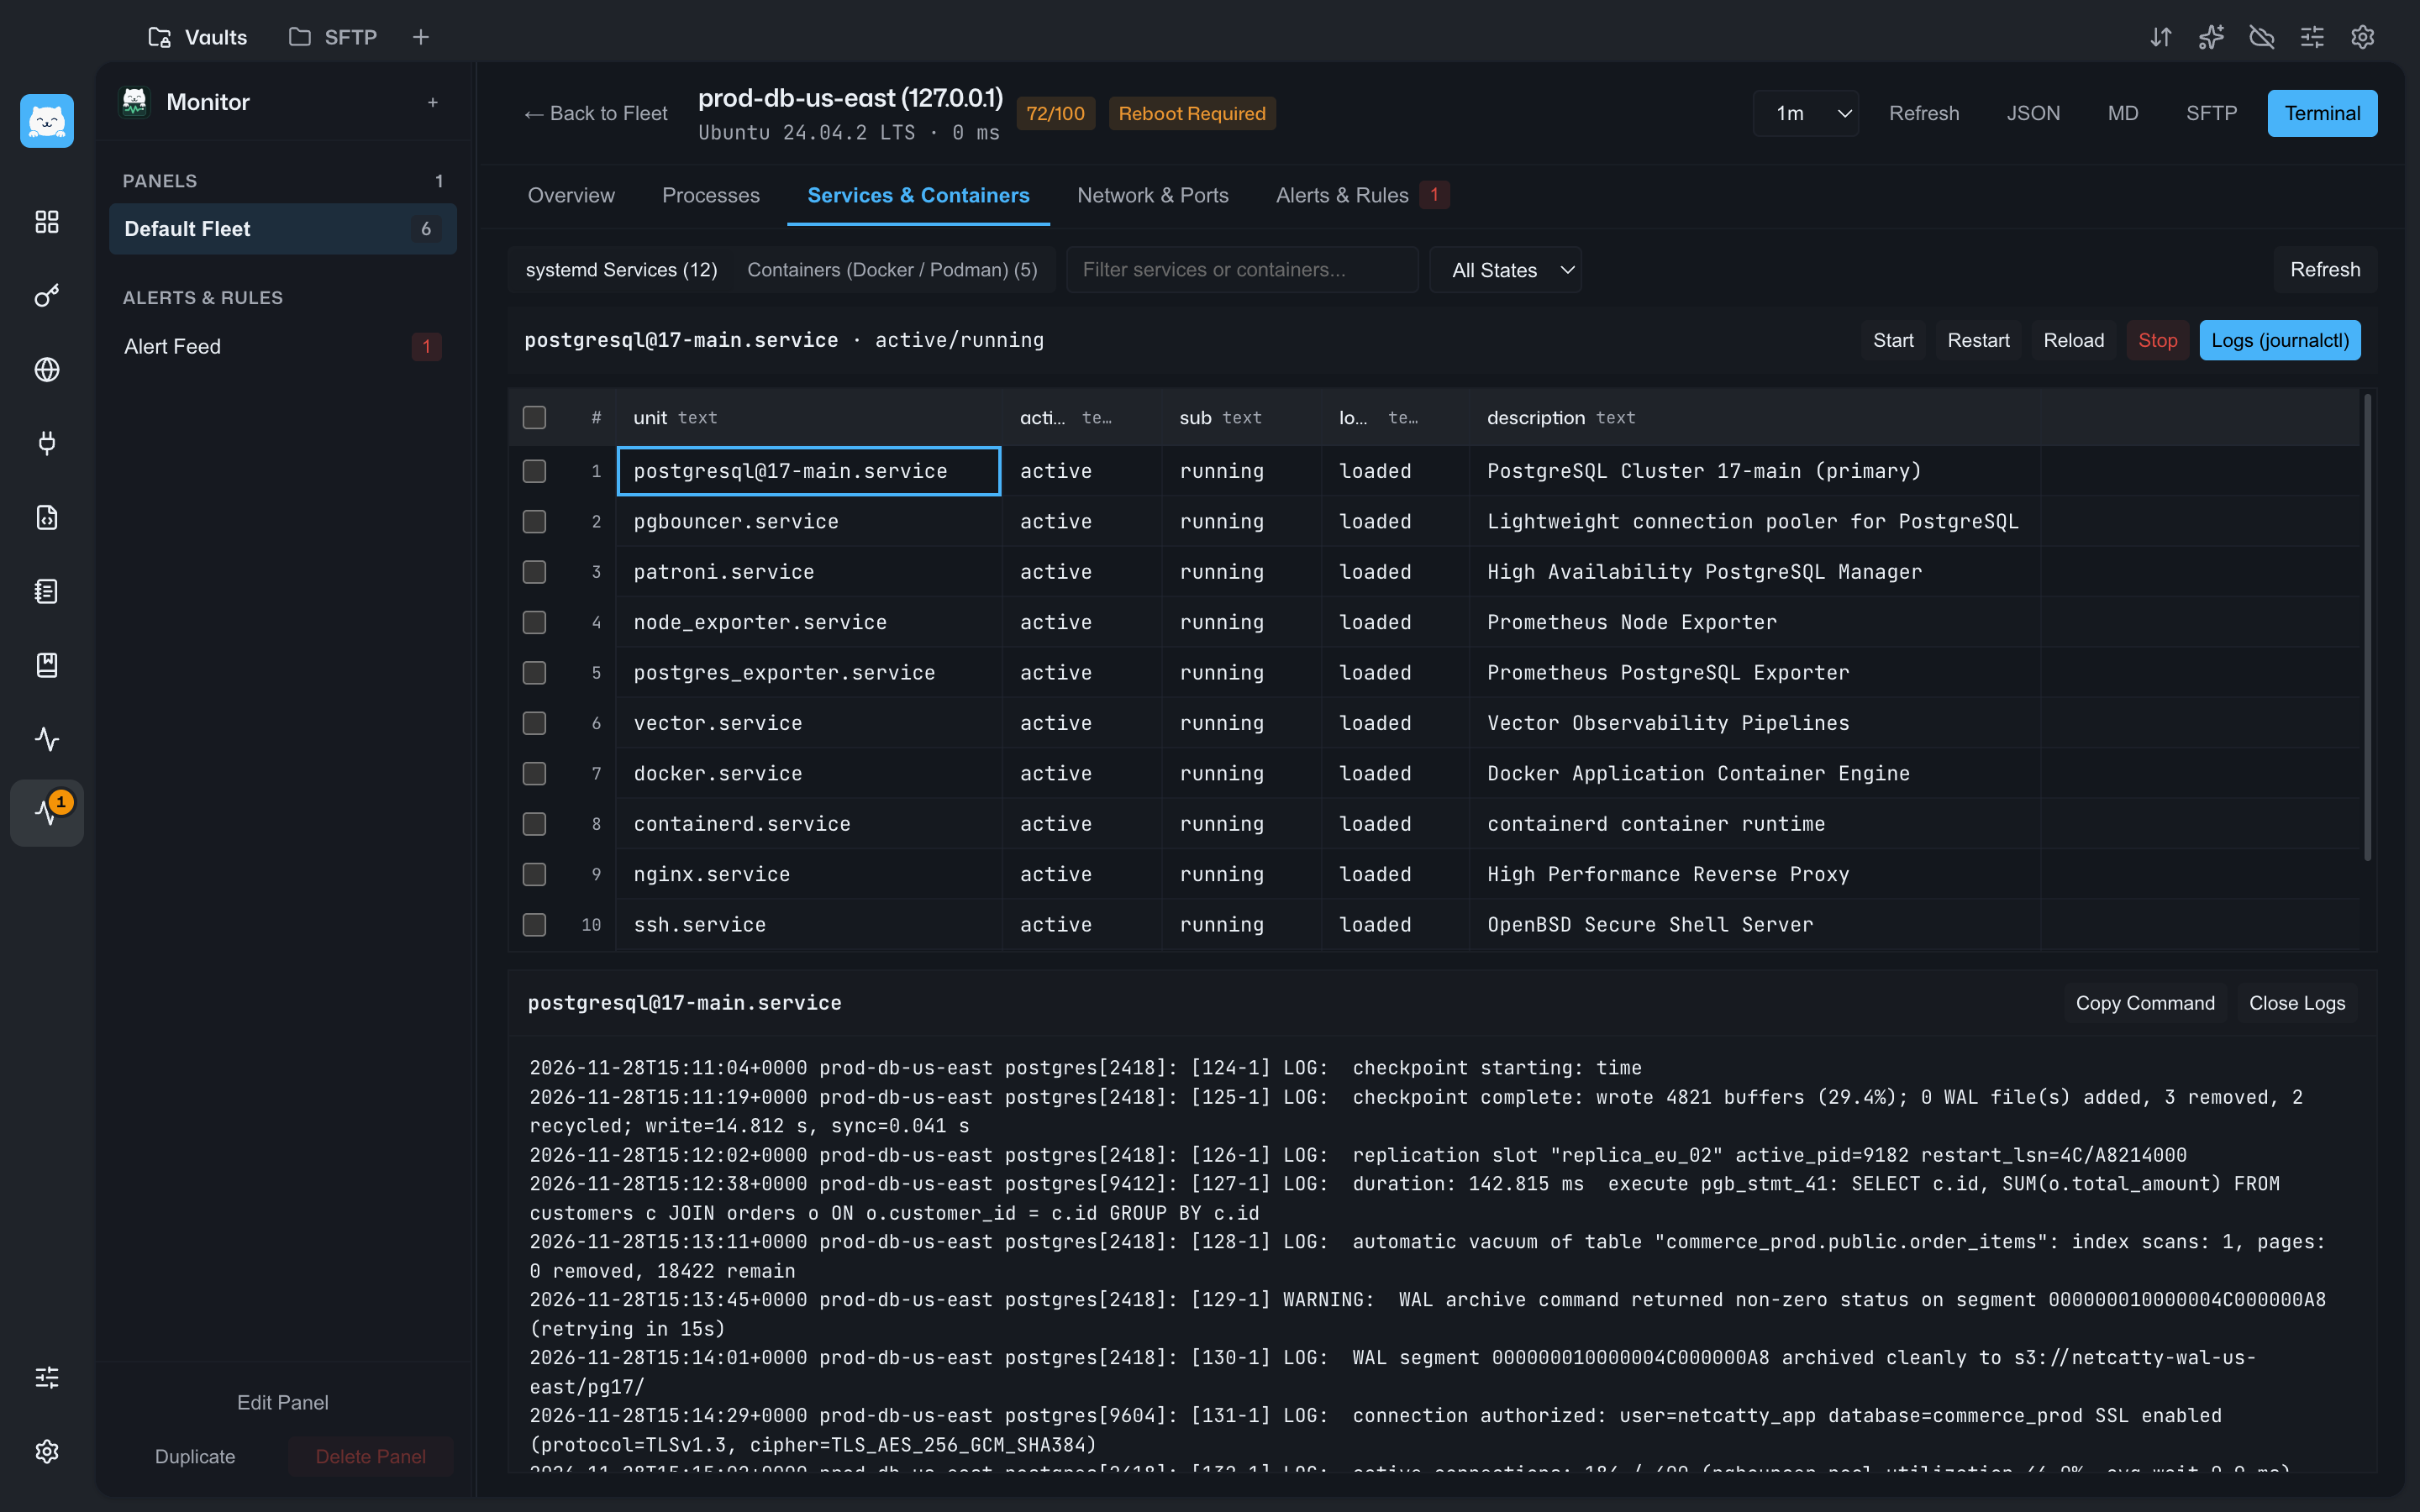 Vaults
SFTP
Monitor
PANELS 1
Default Fleet 6
ALERTS & RULES
Alert Feed 1
1
Edit Panel
Duplicate
Delete Panel
← Back to Fleet
prod-db-us-east (127.0.0.1)
Ubuntu 24.04.2 LTS · 0 ms
72/100
Reboot Required
1m
Refresh
JSON
MD
SFTP
Terminal
Overview
Processes
Services & Containers
Network & Ports
Alerts & Rules 1
systemd Services (12)
Containers (Docker / Podman) (5)
Filter services or containers...
All States
Refresh
postgresql@17-main.service · active/running
Start
Restart
Reload
Stop
Logs (journalctl)
# unit text acti... te… sub text lo... te… description text
1 postgresql@17-main.service active running loaded PostgreSQL Cluster 17-main (primary)
2 pgbouncer.service active running loaded Lightweight connection pooler for PostgreSQL
3 patroni.service active running loaded High Availability PostgreSQL Manager
4 node_exporter.service active running loaded Prometheus Node Exporter
5 postgres_exporter.service active running loaded Prometheus PostgreSQL Exporter
6 vector.service active running loaded Vector Observability Pipelines
7 docker.service active running loaded Docker Application Container Engine
8 containerd.service active running loaded containerd container runtime
9 nginx.service active running loaded High Performance Reverse Proxy
10 ssh.service active running loaded OpenBSD Secure Shell Server
postgresql@17-main.service
Copy Command
Close Logs
2026-11-28T15:11:04+0000 prod-db-us-east postgres[2418]: [124-1] LOG:  checkpoint starting: time
2026-11-28T15:11:19+0000 prod-db-us-east postgres[2418]: [125-1] LOG:  checkpoint complete: wrote 4821 buffers (29.4%); 0 WAL file(s) added, 3 removed, 2
recycled; write=14.812 s, sync=0.041 s
2026-11-28T15:12:02+0000 prod-db-us-east postgres[2418]: [126-1] LOG:  replication slot "replica_eu_02" active_pid=9182 restart_lsn=4C/A8214000
2026-11-28T15:12:38+0000 prod-db-us-east postgres[9412]: [127-1] LOG:  duration: 142.815 ms  execute pgb_stmt_41: SELECT c.id, SUM(o.total_amount) FROM
customers c JOIN orders o ON o.customer_id = c.id GROUP BY c.id
2026-11-28T15:13:11+0000 prod-db-us-east postgres[2418]: [128-1] LOG:  automatic vacuum of table "commerce_prod.public.order_items": index scans: 1, pages:
0 removed, 18422 remain
2026-11-28T15:13:45+0000 prod-db-us-east postgres[2418]: [129-1] WARNING:  WAL archive command returned non-zero status on segment 000000010000004C000000A8
(retrying in 15s)
2026-11-28T15:14:01+0000 prod-db-us-east postgres[2418]: [130-1] LOG:  WAL segment 000000010000004C000000A8 archived cleanly to s3://netcatty-wal-us-
east/pg17/
2026-11-28T15:14:29+0000 prod-db-us-east postgres[9604]: [131-1] LOG:  connection authorized: user=netcatty_app database=commerce_prod SSL enabled
(protocol=TLSv1.3, cipher=TLS_AES_256_GCM_SHA384)